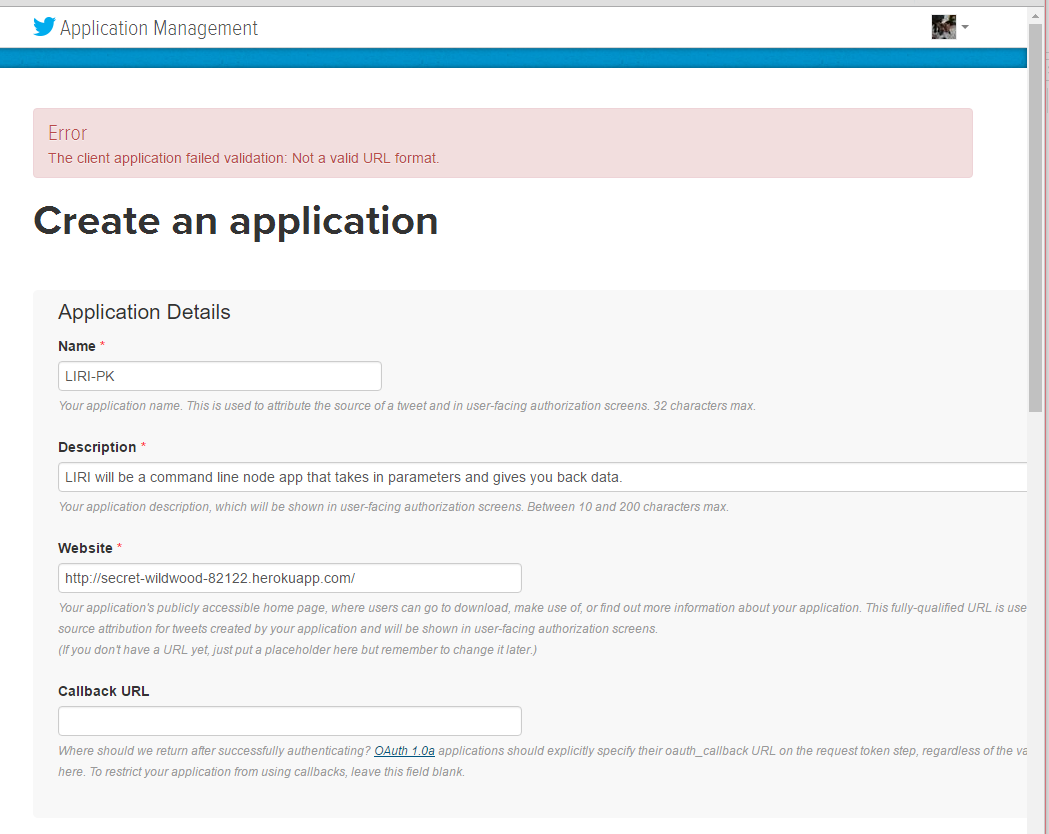 Application Management
Error
The client application failed validation: Not a valid URL format.
Create an application
Application Details
Name *
LIRI-PK
Your application name. This is used to attribute the source of a tweet and in user-facing authorization screens. 32 characters max.
Description *
LIRI will be a command line node app that takes in parameters and gives you back data.
Your application description, which will be shown in user-facing authorization screens. Between 10 and 200 characters max.
Website *
http://secret-wildwood-82122.herokuapp.com/
Your application's publicly accessible home page, where users can go to download, make use of, or find out more information about your application. This fully-qualified URL is use
source attribution for tweets created by your application and will be shown in user-facing authorization screens.
(If you don't have a URL yet, just put a placeholder here but remember to change it later.)
Callback URL
Where should we return after successfully authenticating? OAuth 1.0a applications should explicitly specify their oauth_callback URL on the request token step, regardless of the va
here. To restrict your application from using callbacks, leave this field blank.